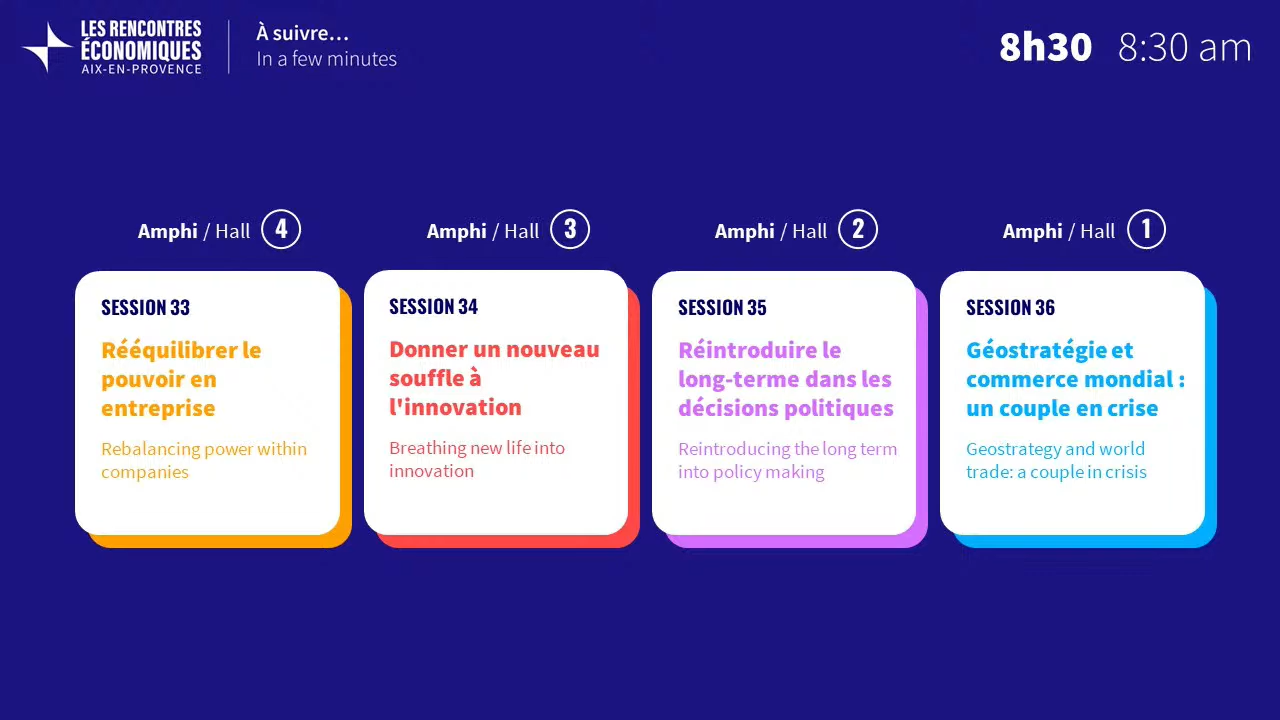 LES RENCONTRES
ÉCONOMIQUES
AIX-EN-PROVENCE
À suivre...
In a few minutes
8h30 8:30 am
Amphi / Hall 4
SESSION 33
Rééquilibrer le
pouvoir en
entreprise
Rebalancing power within
companies
Amphi / Hall 3
SESSION 34
Donner un nouveau
souffle à
l'innovation
Breathing new life into
innovation
Amphi / Hall 2
SESSION 35
Réintroduire le
long-terme dans les
décisions politiques
Reintroducing the long term
into policy making
Amphi / Hall 1
SESSION 36
Géostratégie et
commerce mondial :
un couple en crise
Geostrategy and world
trade: a couple in crisis